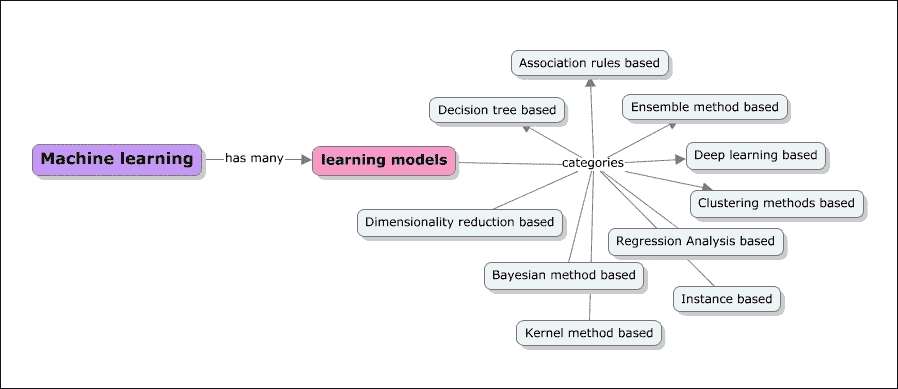 Association rules based
Decision tree based
Ensemble method based
Machine learning
has many
learning models
categories
Deep learning based
Clustering methods based
Dimensionality reduction based
Regression Analysis based
Bayesian method based
Instance based
Kernel method based